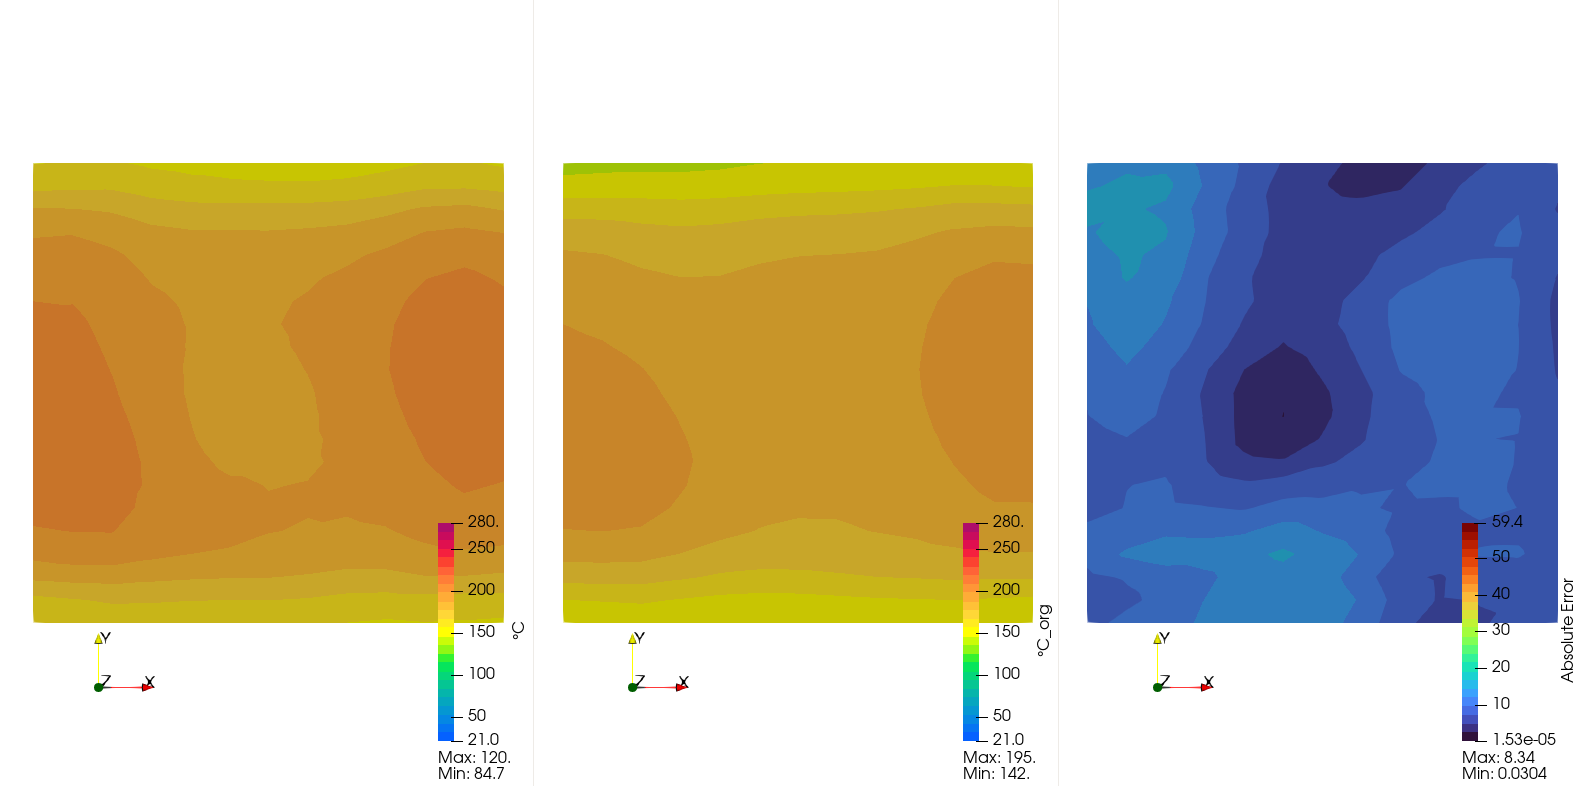 280.
250
200
150
100
50
21.0
°C
Max: 120.
Min: 84.7
Y
Z
X
280.
250
200
150
100
50
21.0
°C_org
Max: 195.
Min: 142.
Y
Z
X
59.4
50
40
30
20
10
1.53e-05
Absolute Error
Max: 8.34
Min: 0.0304
Y
Z
X